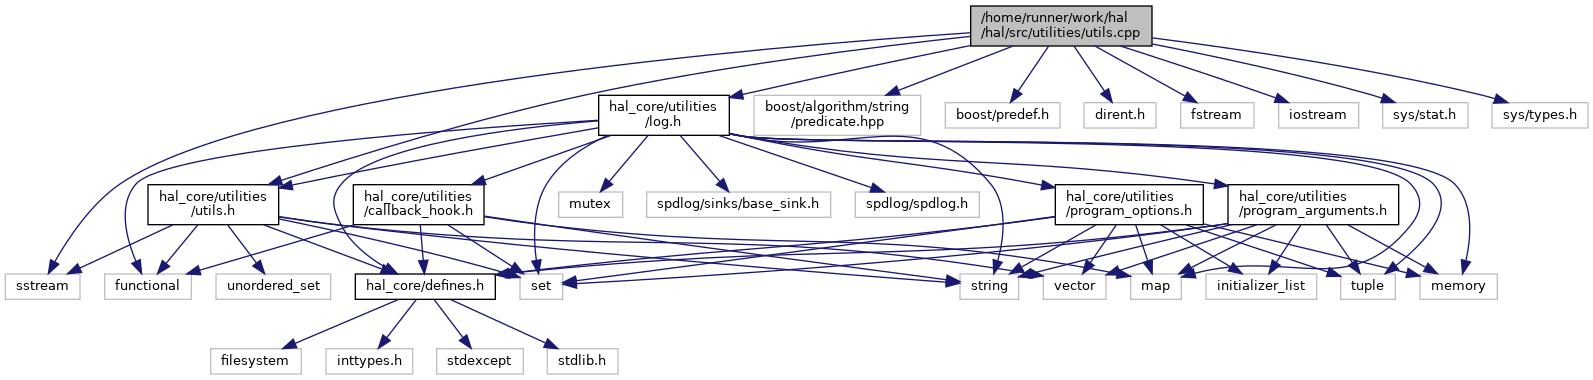 /home/runner/work/hal
/hal/src/utilities/utils.cpp
hal_core/utilities
/log.h
boost/algorithm/string
/predicate.hpp
boost/predef.h
dirent.h
fstream
iostream
sys/stat.h
sys/types.h
hal_core/utilities
/utils.h
hal_core/utilities
/callback_hook.h
mutex
spdlog/sinks/base_sink.h
spdlog/spdlog.h
hal_core/utilities
/program_options.h
hal_core/utilities
/program_arguments.h
sstream
functional
unordered_set
hal_core/defines.h
set
string
vector
map
initializer_list
tuple
memory
filesystem
inttypes.h
stdexcept
stdlib.h